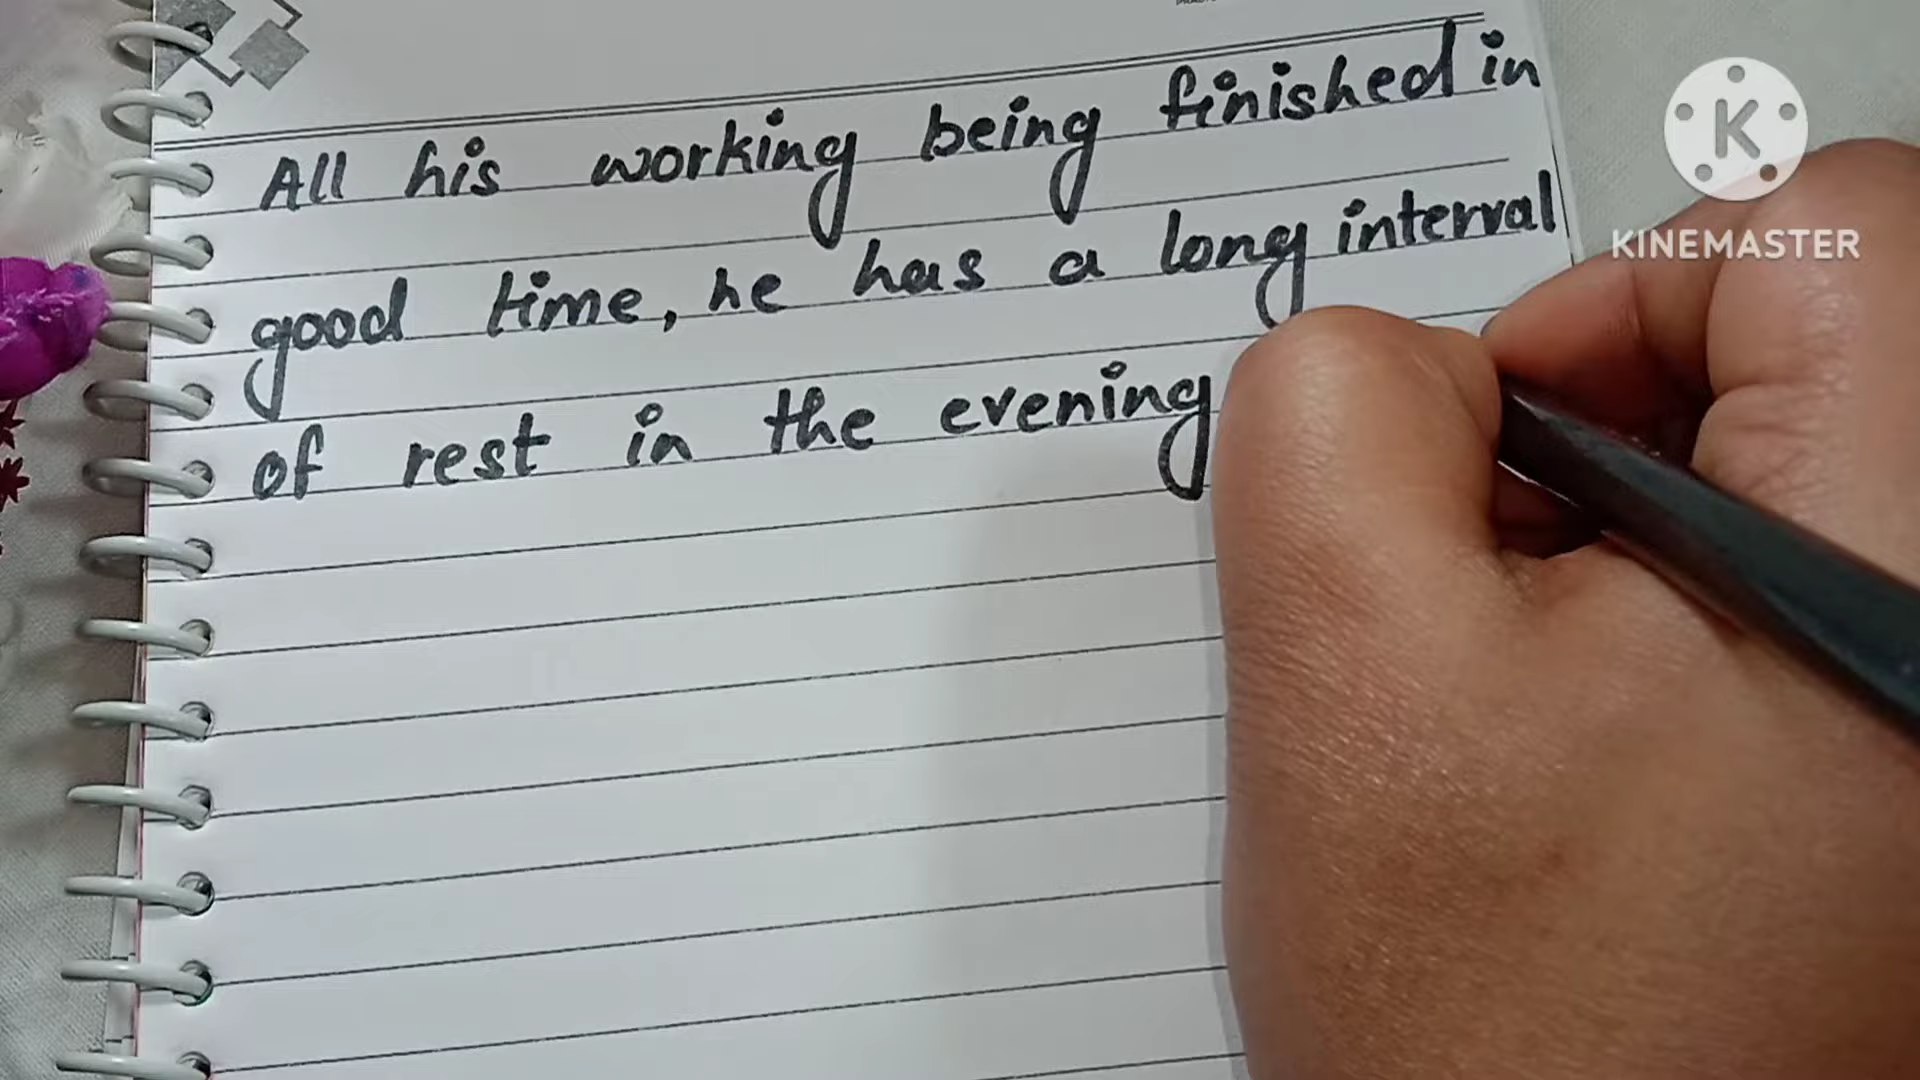 All his working being finished in
good time, he has a long interval
of rest in the evening
KINEMASTER